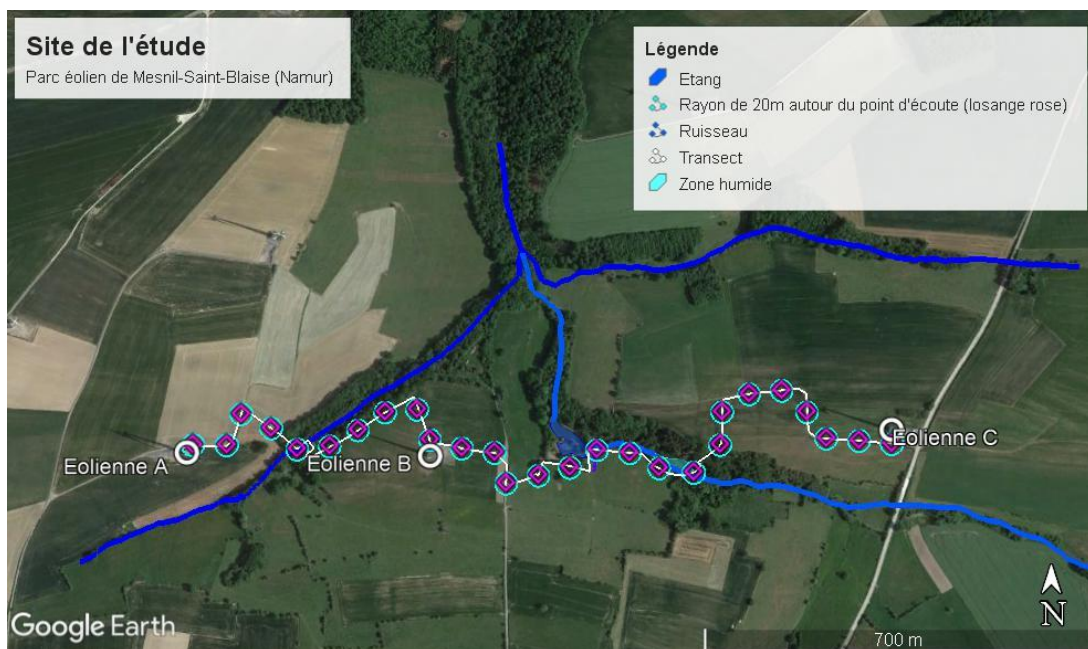 Site de l'étude
Parc éolien de Mesnil-Saint-Blaise (Namur)
Légende
Etang
Rayon de 20m autour du point d'écoute (losange rose)
Ruisseau
Transect
Zone humide
Eolienne A
Eolienne B
Eolienne C
N
Google Earth
700 m